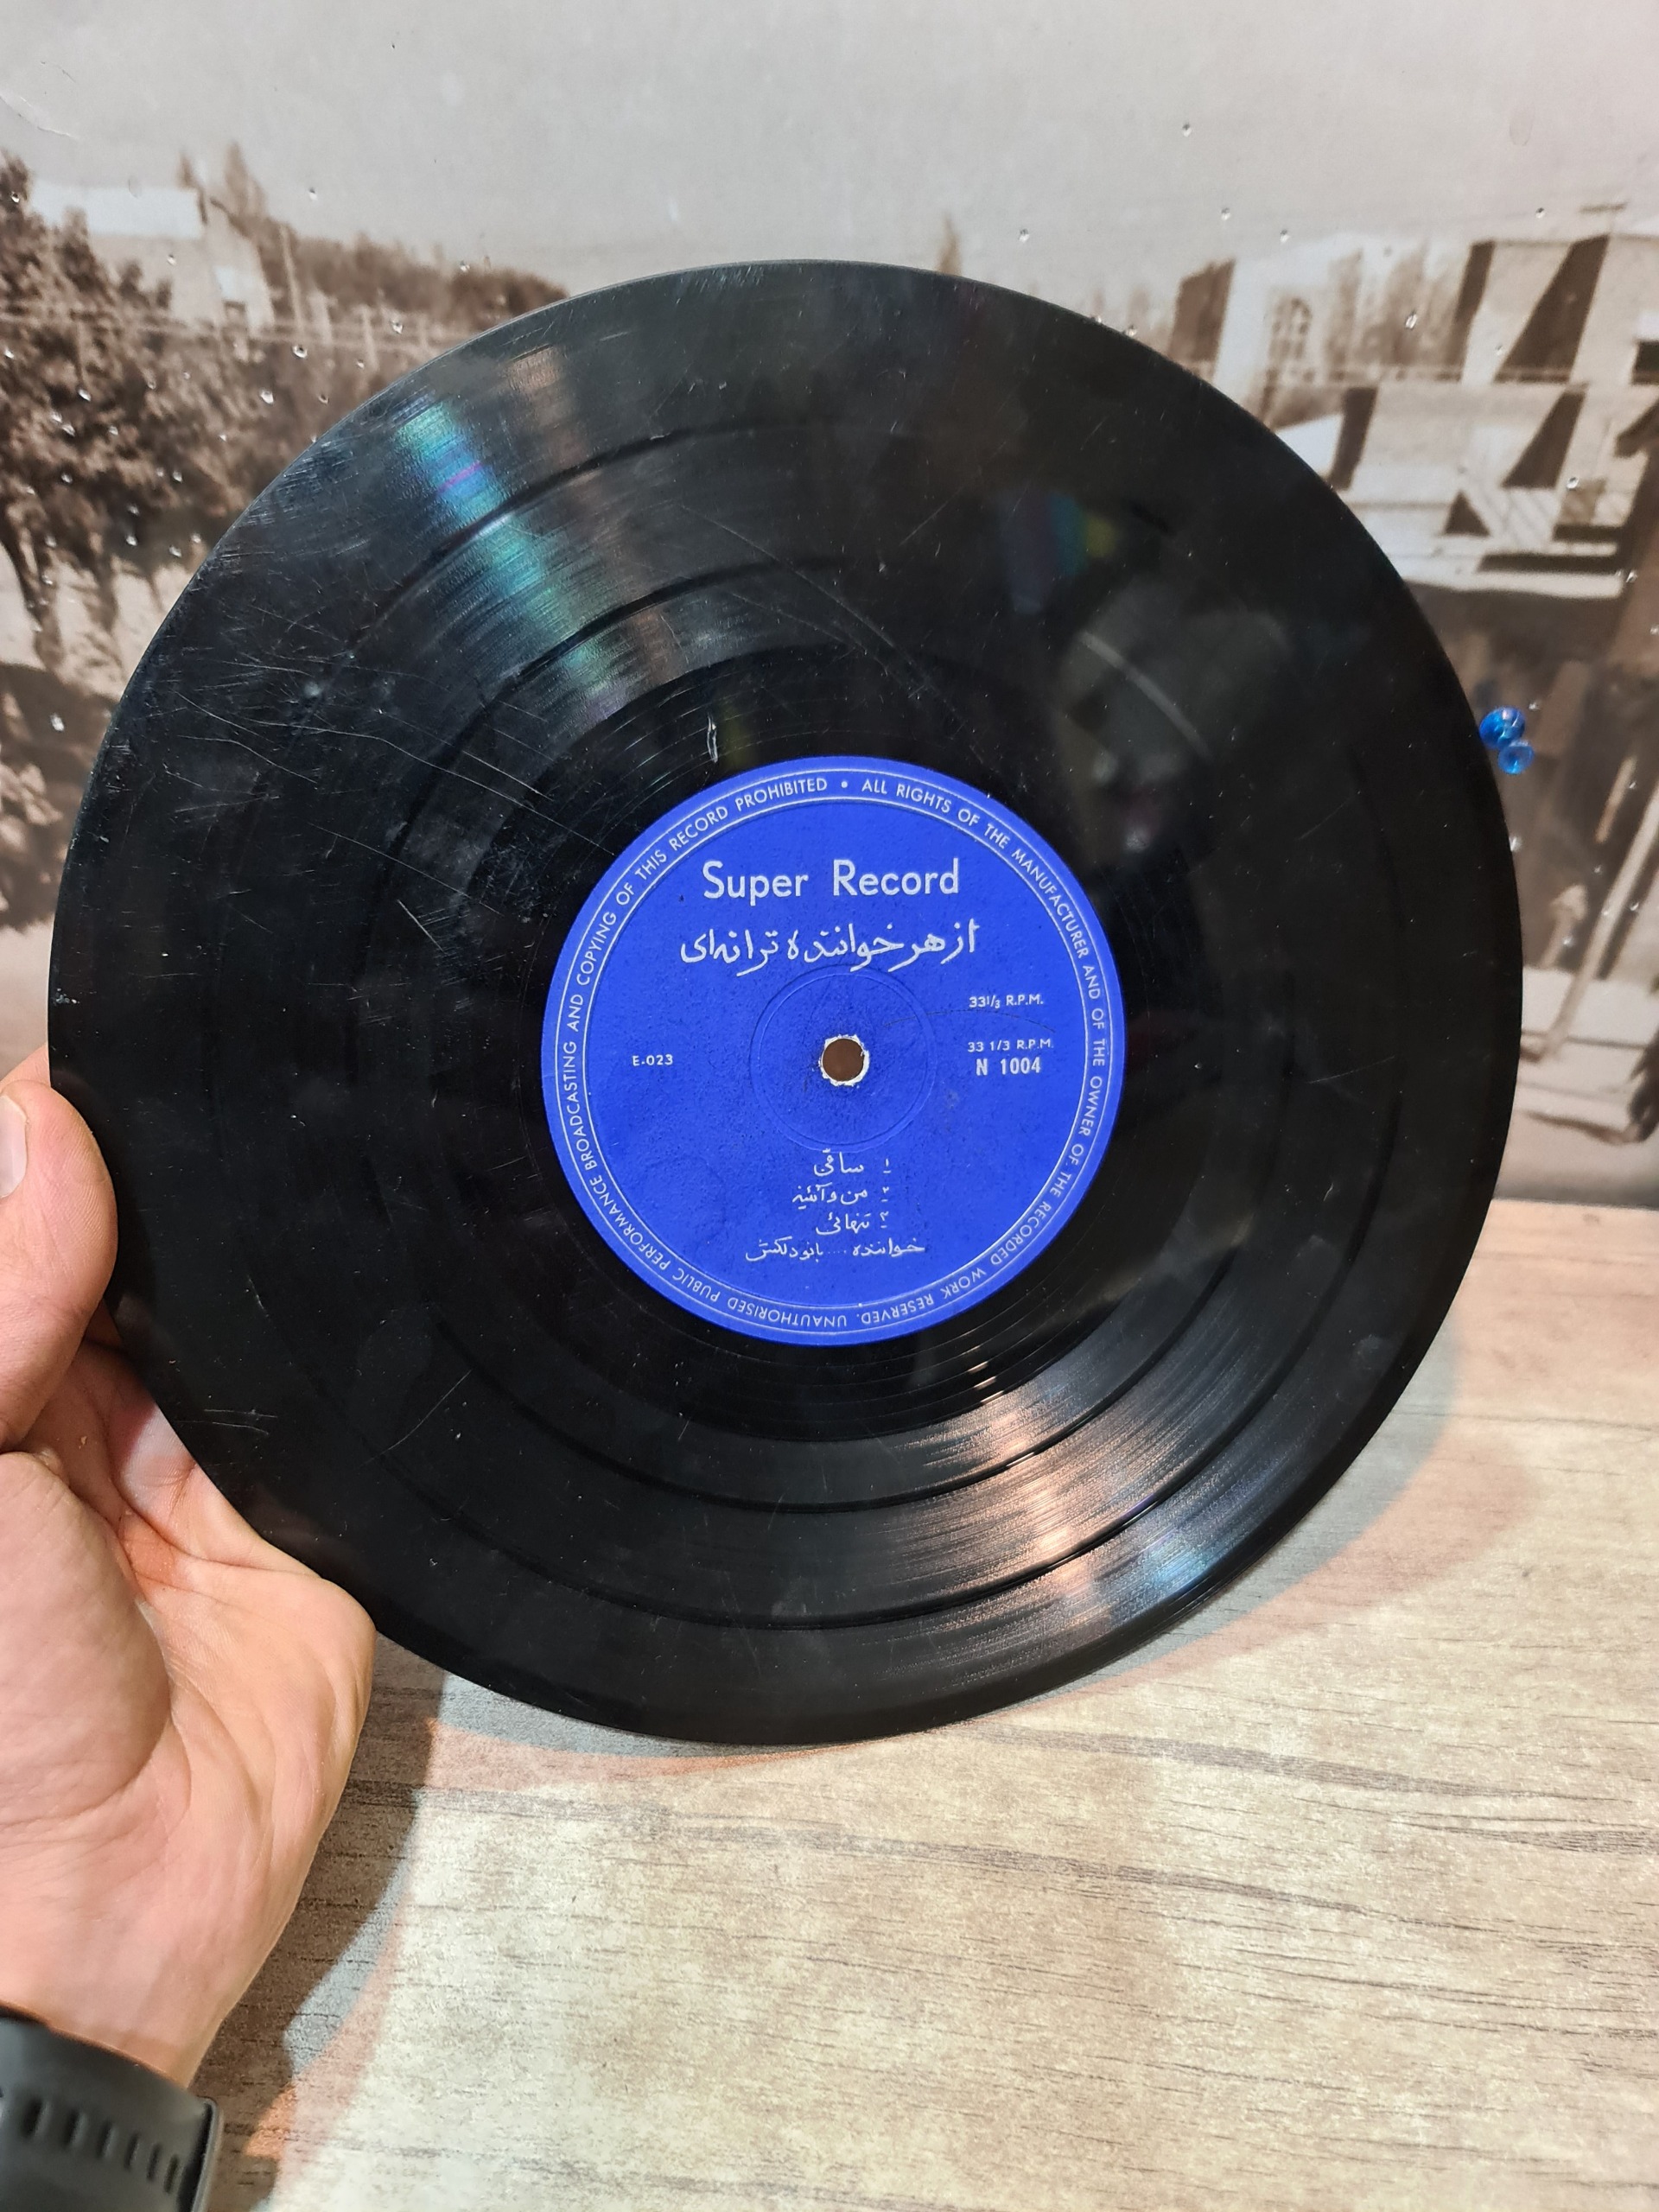 ALL RIGHTS OF THE MANUFACTURER AND OF THE OWNER OF THE RECORDED WORK RESERVED. UNAUTHORISED PUBLIC PERFORMANCE BROADCASTING AND COPYING OF THIS RECORD PROHIBITED •
Super Record
از هر خواننده ترانه‌ای
33⅓ R.P.M.
E-023
33 1/3 R.P.M.
N 1004
۱ ساقی
۲ من و آئینه
۳ تنهائی
خواننده .... بانو دلکش